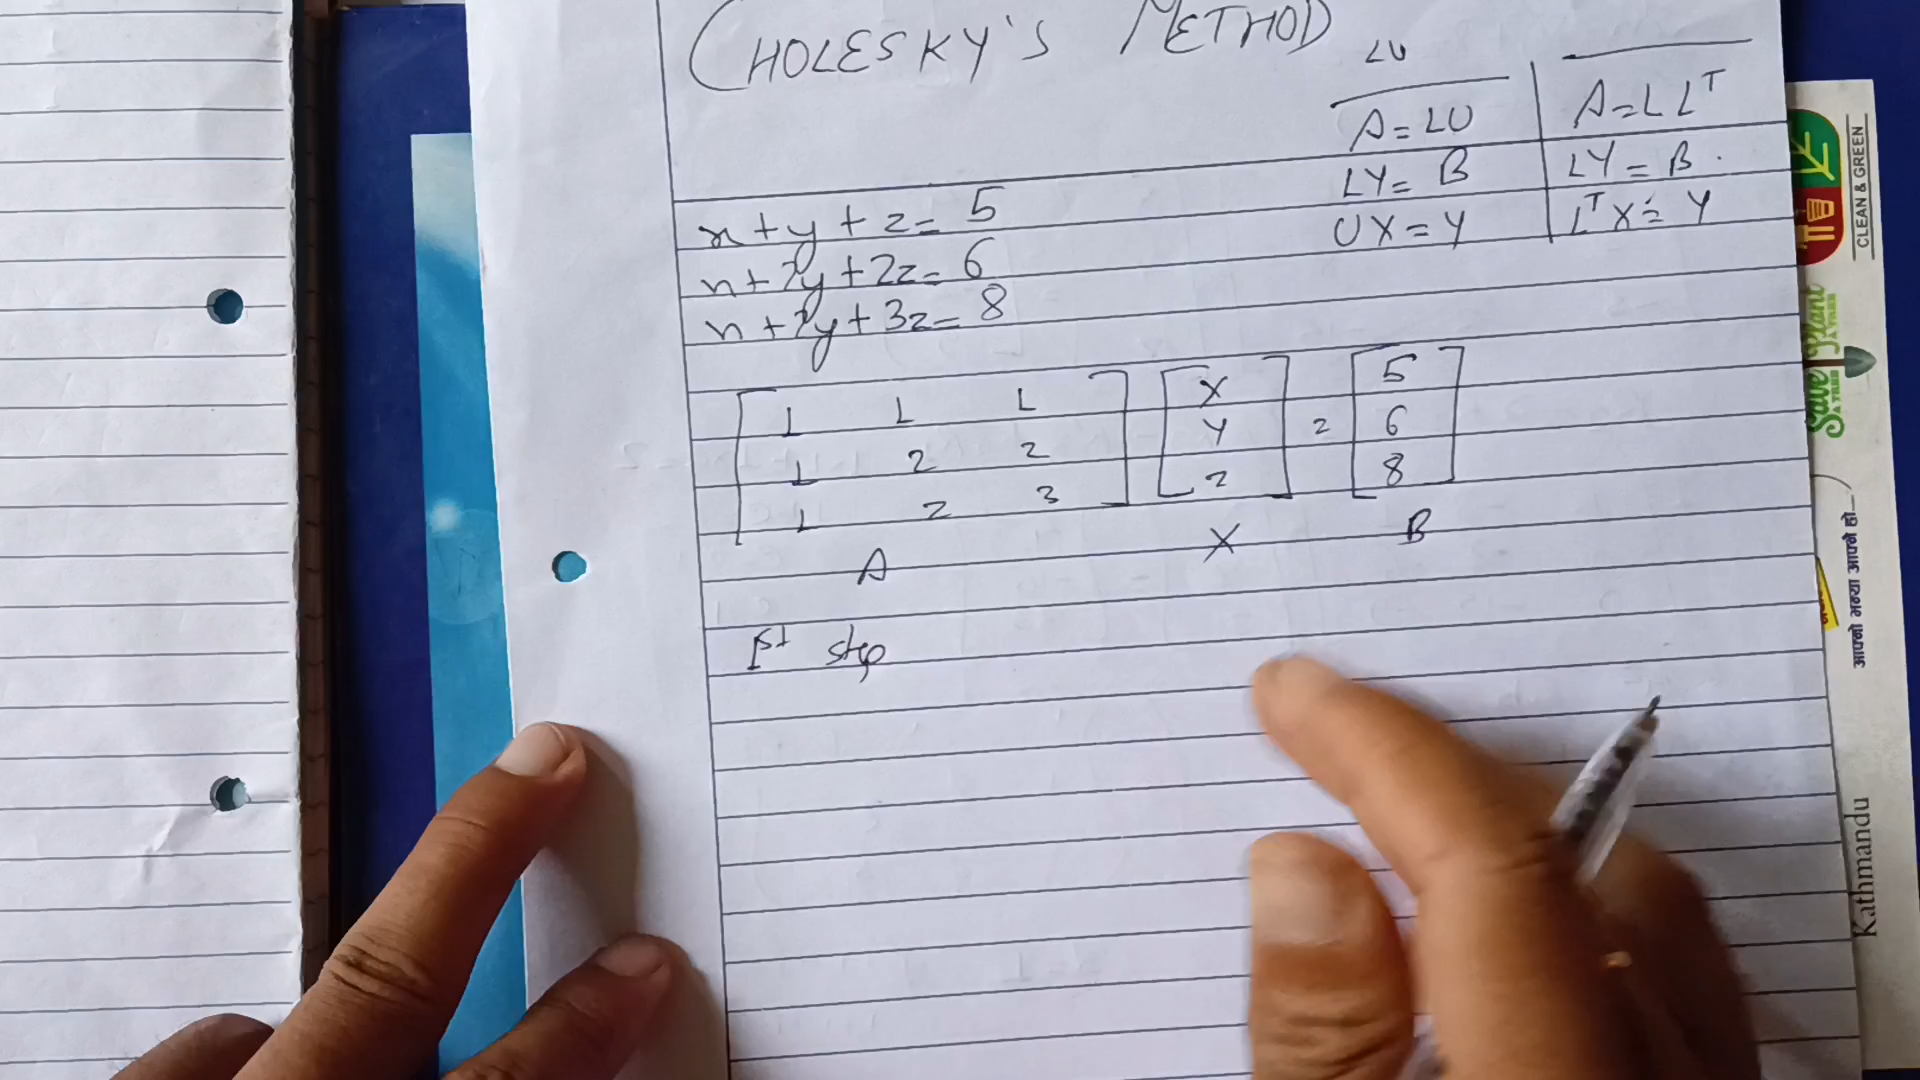 CHOLESKY'S METHOD
LU
A = LU
LY = B
UX = Y
A = LL^T
LY = B
L^T X = Y
x + y + z = 5
x + 2y + 2z = 6
x + 2y + 3z = 8
[1 1 1] [X] = [5]
[1 2 2] [Y] [6]
[1 2 3] [Z] [8]
A X B
1st step
CLEAN & GREEN
Save Plant
Kathmandu